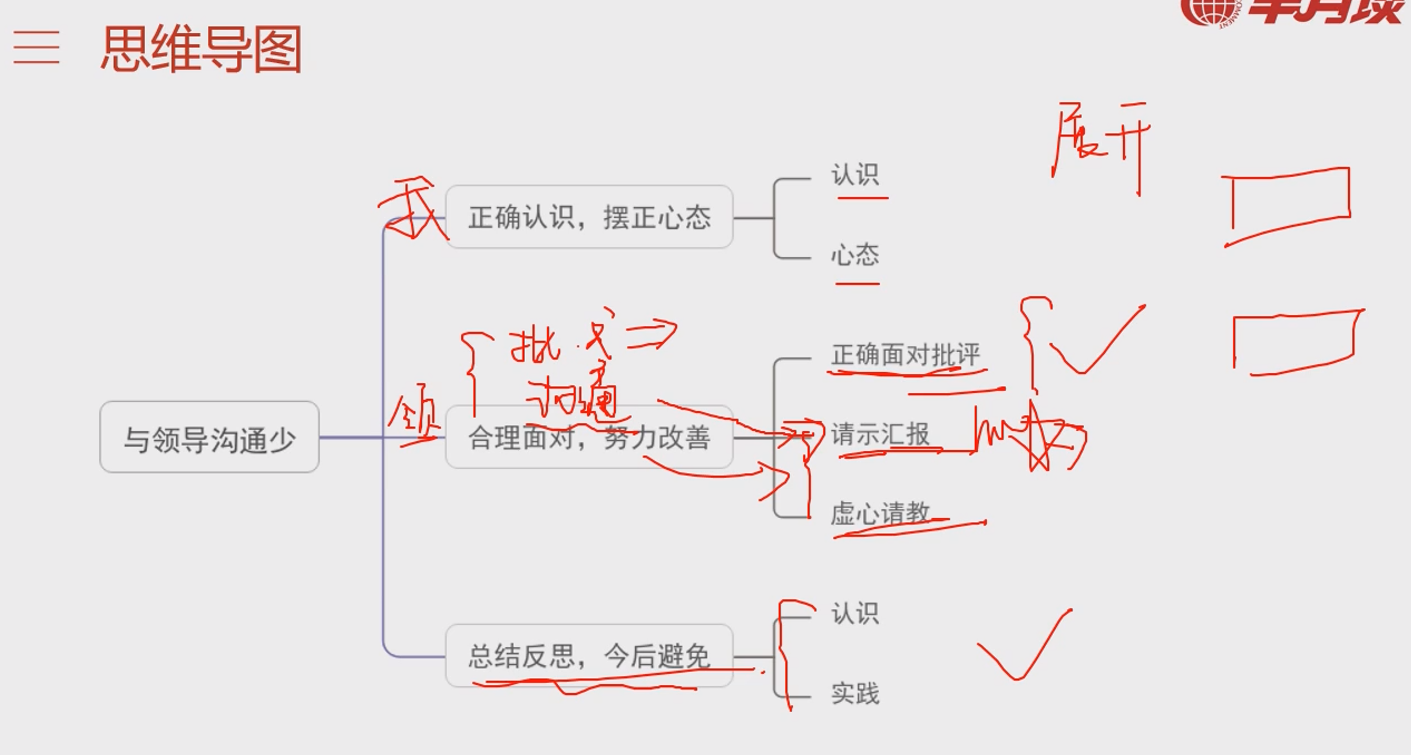 思维导图
展开
我
正确认识，摆正心态
认识
心态
批
沟通
正确面对批评
领
与领导沟通少
合理面对，努力改善
请示汇报
虚心请教
总结反思，今后避免
认识
实践